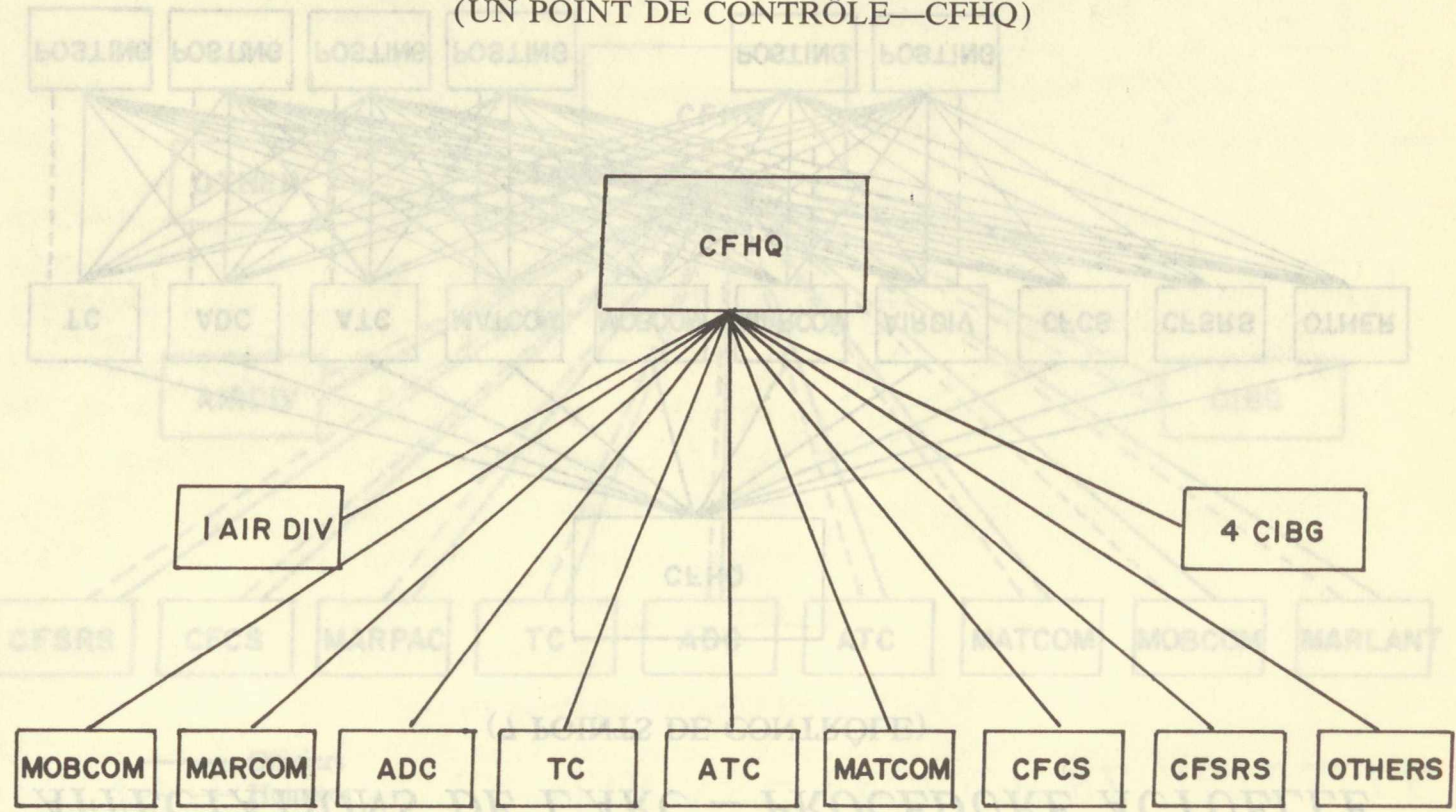 (UN POINT DE CONTRÔLE—CFHQ)
CFHQ
1 AIR DIV
4 CIBG
MOBCOM
MARCOM
ADC
TC
ATC
MATCOM
CFCS
CFSRS
OTHERS